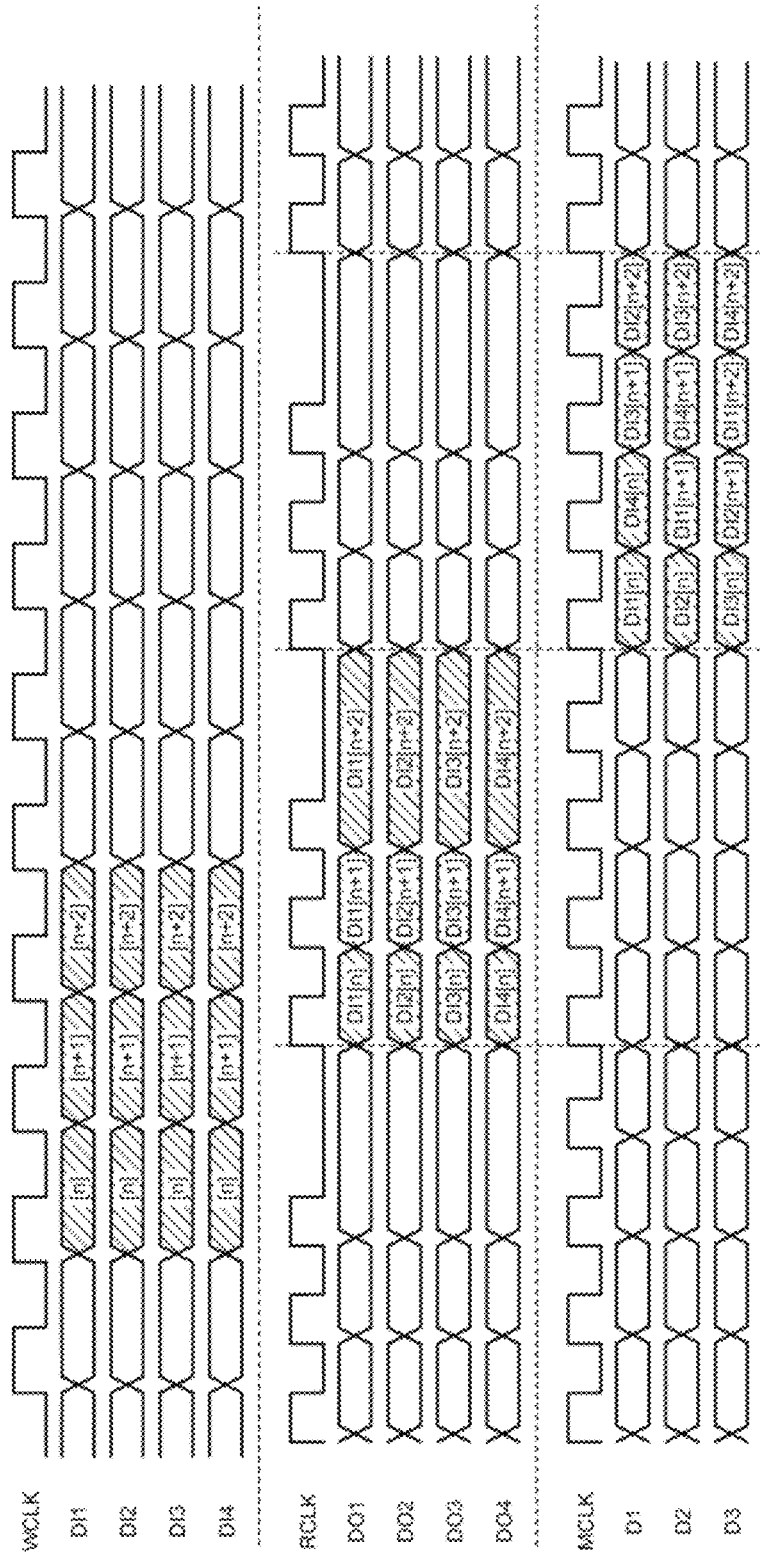 WCLK
DI1 [n] [n+1] [n+2]
DI2 [n] [n+1] [n+2]
DI3 [n] [n+1] [n+2]
DI4 [n] [n+1] [n+2]
RCLK
DO1 DI1[n] DI1[n+1] DI1[n+2]
DO2 DI2[n] DI2[n+1] DI2[n+2]
DO3 DI3[n] DI3[n+1] DI3[n+2]
DO4 DI4[n] DI4[n+1] DI4[n+2]
MCLK
D1 DI1[n] DI4[n] DI3[n+1] DI2[n+2]
D2 DI2[n] DI1[n+1] DI4[n+1] DI3[n+2]
D3 DI3[n] DI2[n+1] DI1[n+2] DI4[n+2]